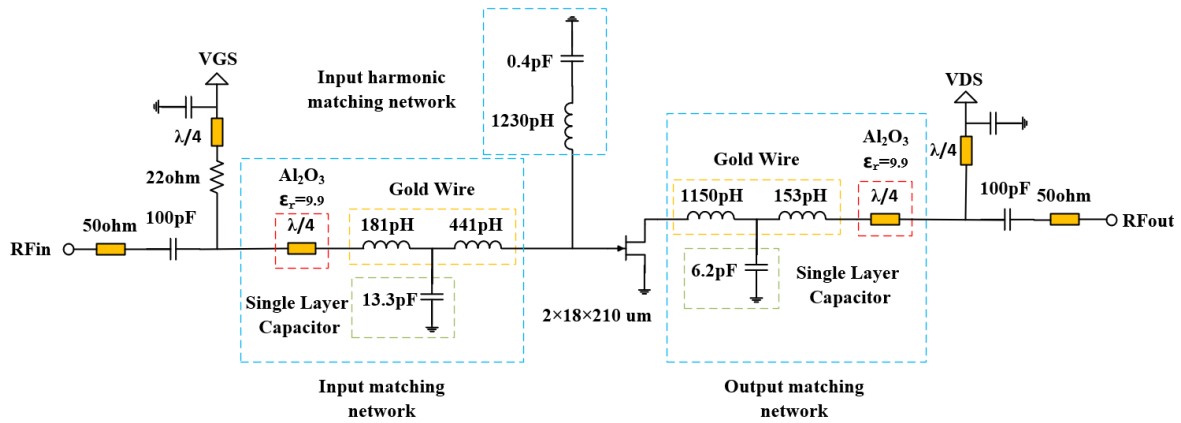 VGS
λ/4
22ohm
RFin
50ohm
100pF
Input harmonic
matching network
0.4pF
1230pH
Al₂O₃
εᵣ=9.9
λ/4
Gold Wire
181pH
441pH
13.3pF
Single Layer
Capacitor
Input matching
network
2×18×210 um
Gold Wire
1150pH
153pH
6.2pF
Single Layer
Capacitor
Al₂O₃
εᵣ=9.9
λ/4
VDS
λ/4
100pF
50ohm
RFout
Output matching
network